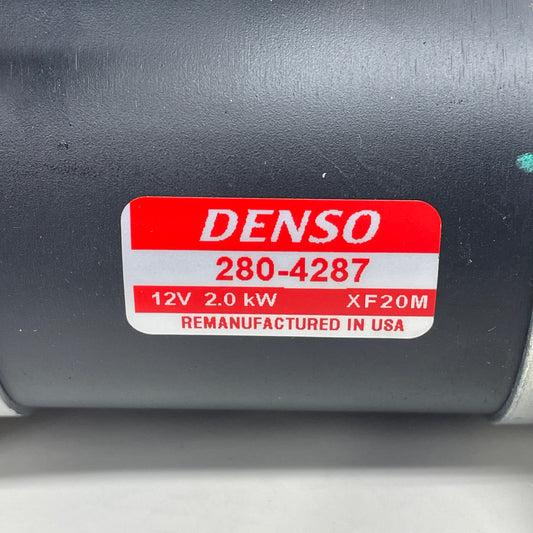 DENSO
280-4287
12V 2.0 kW XF20M
REMANUFACTURED IN USA